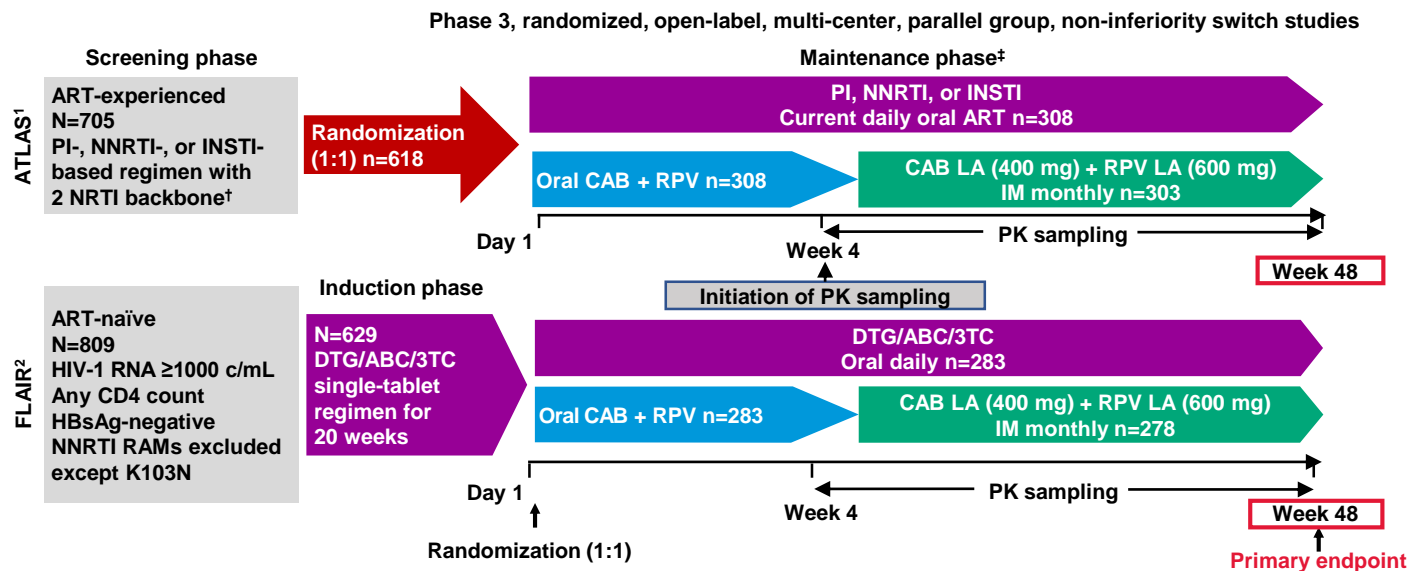 Phase 3, randomized, open-label, multi-center, parallel group, non-inferiority switch studies
Screening phase
Maintenance phase‡
ATLAS¹
ART-experienced
N=705
PI-, NNRTI-, or INSTI-
based regimen with
2 NRTI backbone†
Randomization
(1:1) n=618
PI, NNRTI, or INSTI
Current daily oral ART n=308
Oral CAB + RPV n=308
CAB LA (400 mg) + RPV LA (600 mg)
IM monthly n=303
Day 1
Week 4
PK sampling
Week 48
Initiation of PK sampling
Induction phase
FLAIR²
ART-naïve
N=809
HIV-1 RNA ≥1000 c/mL
Any CD4 count
HBsAg-negative
NNRTI RAMs excluded
except K103N
N=629
DTG/ABC/3TC
single-tablet
regimen for
20 weeks
DTG/ABC/3TC
Oral daily n=283
Oral CAB + RPV n=283
CAB LA (400 mg) + RPV LA (600 mg)
IM monthly n=278
Day 1
Week 4
PK sampling
Week 48
Randomization (1:1)
Primary endpoint